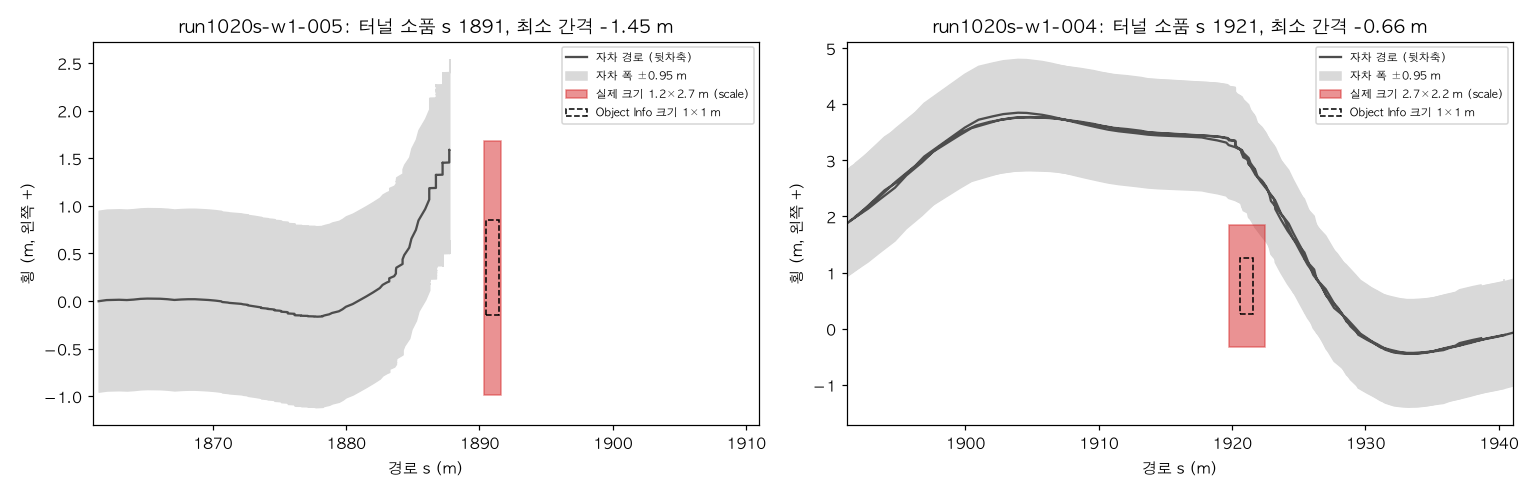 run1020s-w1-005: 터널 소품 s 1891, 최소 간격 -1.45 m
자차 경로 (뒷차축)
자차 폭 ±0.95 m
실제 크기 1.2×2.7 m (scale)
Object Info 크기 1×1 m
2.5
2.0
1.5
1.0
0.5
0.0
−0.5
−1.0
횡 (m, 왼쪽 +)
1870
1880
1890
1900
1910
경로 s (m)
run1020s-w1-004: 터널 소품 s 1921, 최소 간격 -0.66 m
자차 경로 (뒷차축)
자차 폭 ±0.95 m
실제 크기 2.7×2.2 m (scale)
Object Info 크기 1×1 m
5
4
3
2
1
0
−1
횡 (m, 왼쪽 +)
1900
1910
1920
1930
1940
경로 s (m)